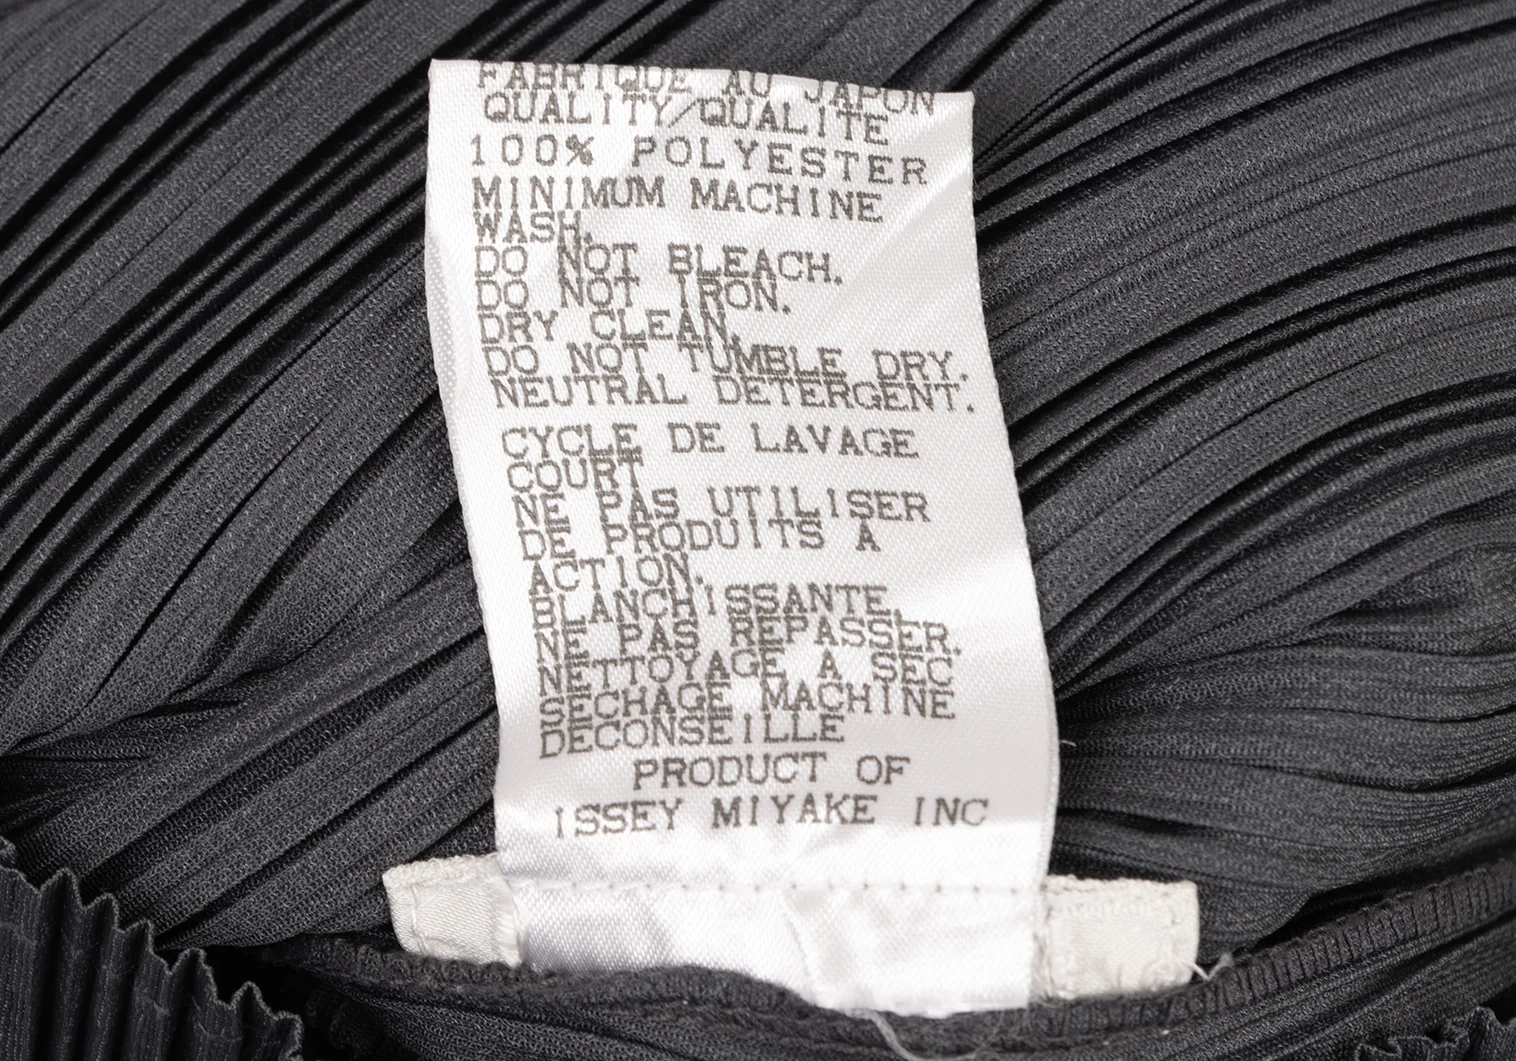 FABRIQUE AU JAPON
QUALITY/QUALITE
100% POLYESTER
MINIMUM MACHINE
WASH.
DO NOT BLEACH.
DO NOT IRON.
DRY CLEAN.
DO NOT TUMBLE DRY.
NEUTRAL DETERGENT.
CYCLE DE LAVAGE
COURT
NE PAS UTILISER
DE PRODUITS A
ACTION.
BLANCHISSANTE.
NE PAS REPASSER.
NETTOYAGE A SEC
SECHAGE MACHINE
DECONSEILLE
PRODUCT OF
ISSEY MIYAKE INC